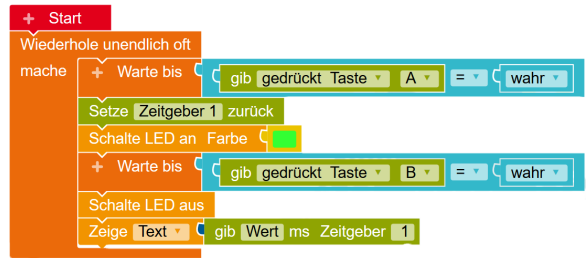 + Start
Wiederhole unendlich oft
mache + Warte bis gib gedrückt Taste A = wahr
Setze Zeitgeber 1 zurück
Schalte LED an Farbe
+ Warte bis gib gedrückt Taste B = wahr
Schalte LED aus
Zeige Text gib Wert ms Zeitgeber 1